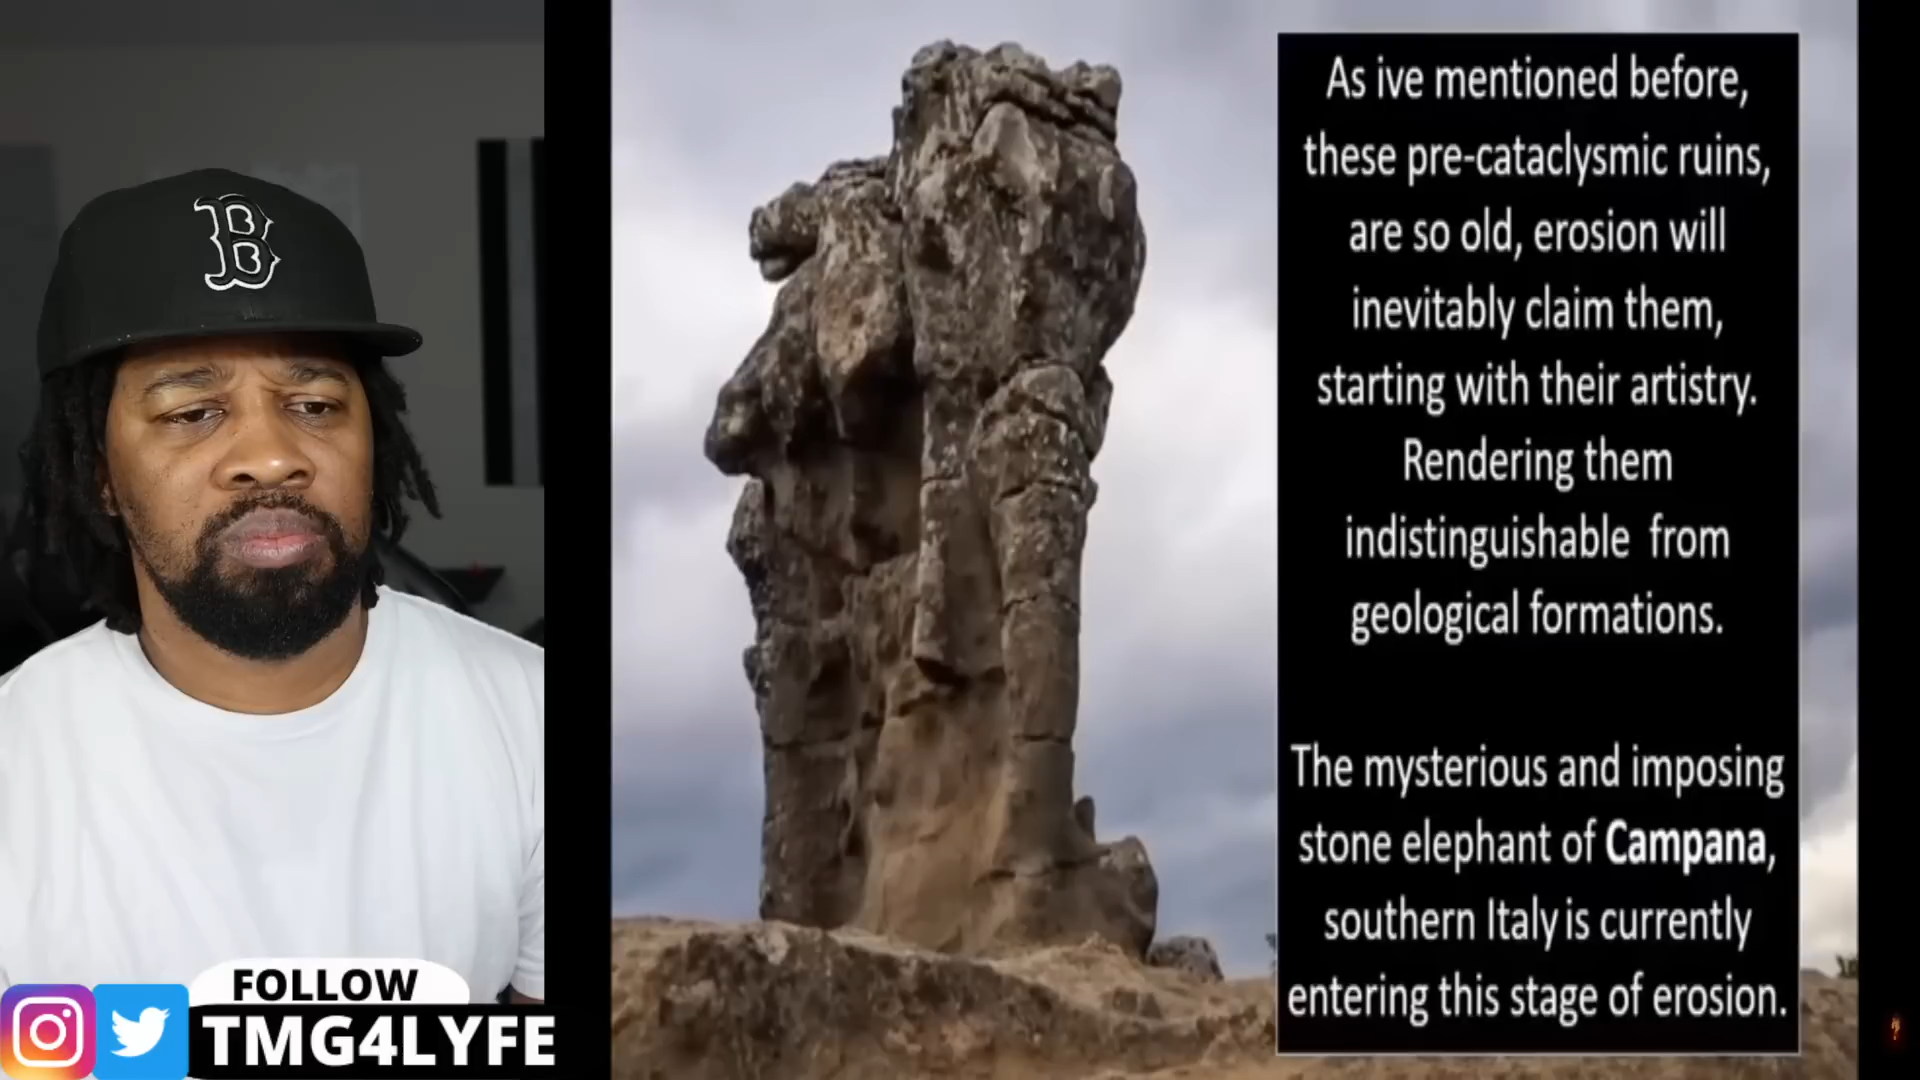 B
As ive mentioned before,
these pre-cataclysmic ruins,
are so old, erosion will
inevitably claim them,
starting with their artistry.
Rendering them
indistinguishable from
geological formations.
The mysterious and imposing
stone elephant of Campana,
southern Italy is currently
entering this stage of erosion.
FOLLOW
TMG4LYFE